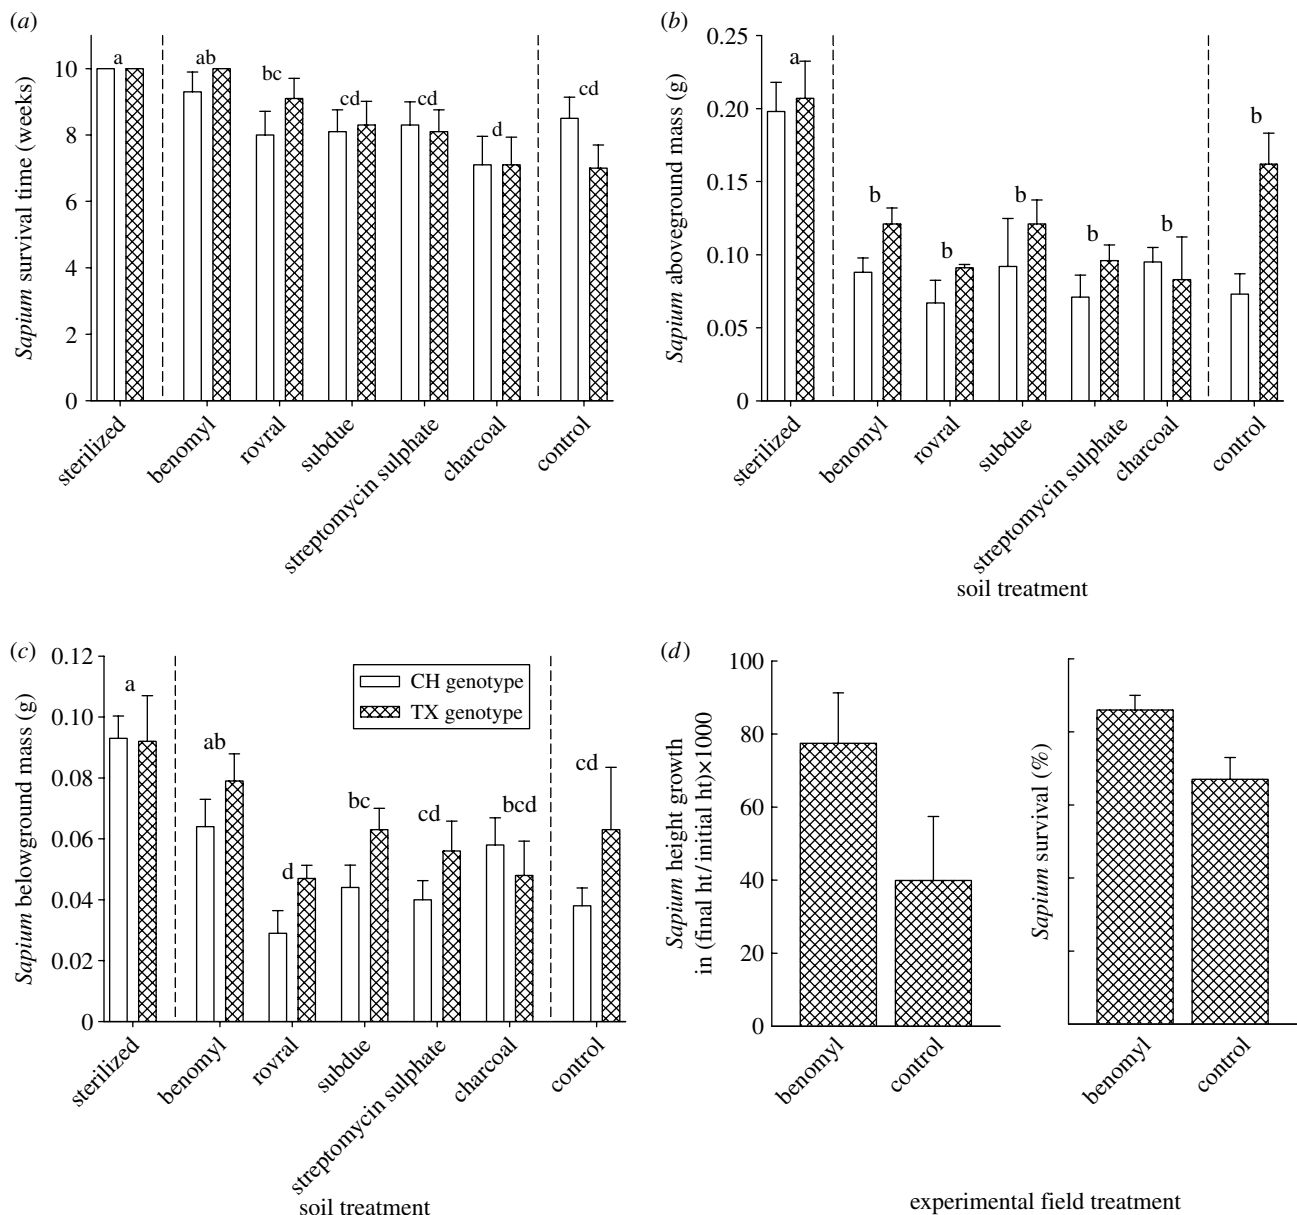 (a)
Sapium survival time (weeks)
10
8
6
4
2
0
a
ab
bc
cd
cd
d
cd
sterilized
benomyl
rovral
subdue
streptomycin sulphate
charcoal
control
(b)
Sapium aboveground mass (g)
0.25
0.20
0.15
0.10
0.05
0
a
b
b
b
b
b
b
sterilized
benomyl
rovral
subdue
streptomycin sulphate
charcoal
control
soil treatment
(c)
Sapium belowground mass (g)
0.12
0.10
0.08
0.06
0.04
0.02
0
CH genotype
TX genotype
a
ab
d
bc
cd
bcd
cd
sterilized
benomyl
rovral
subdue
streptomycin sulphate
charcoal
control
soil treatment
(d)
Sapium height growth
in (final ht/initial ht)×1000
100
80
60
40
20
0
benomyl
control
Sapium survival (%)
benomyl
control
experimental field treatment